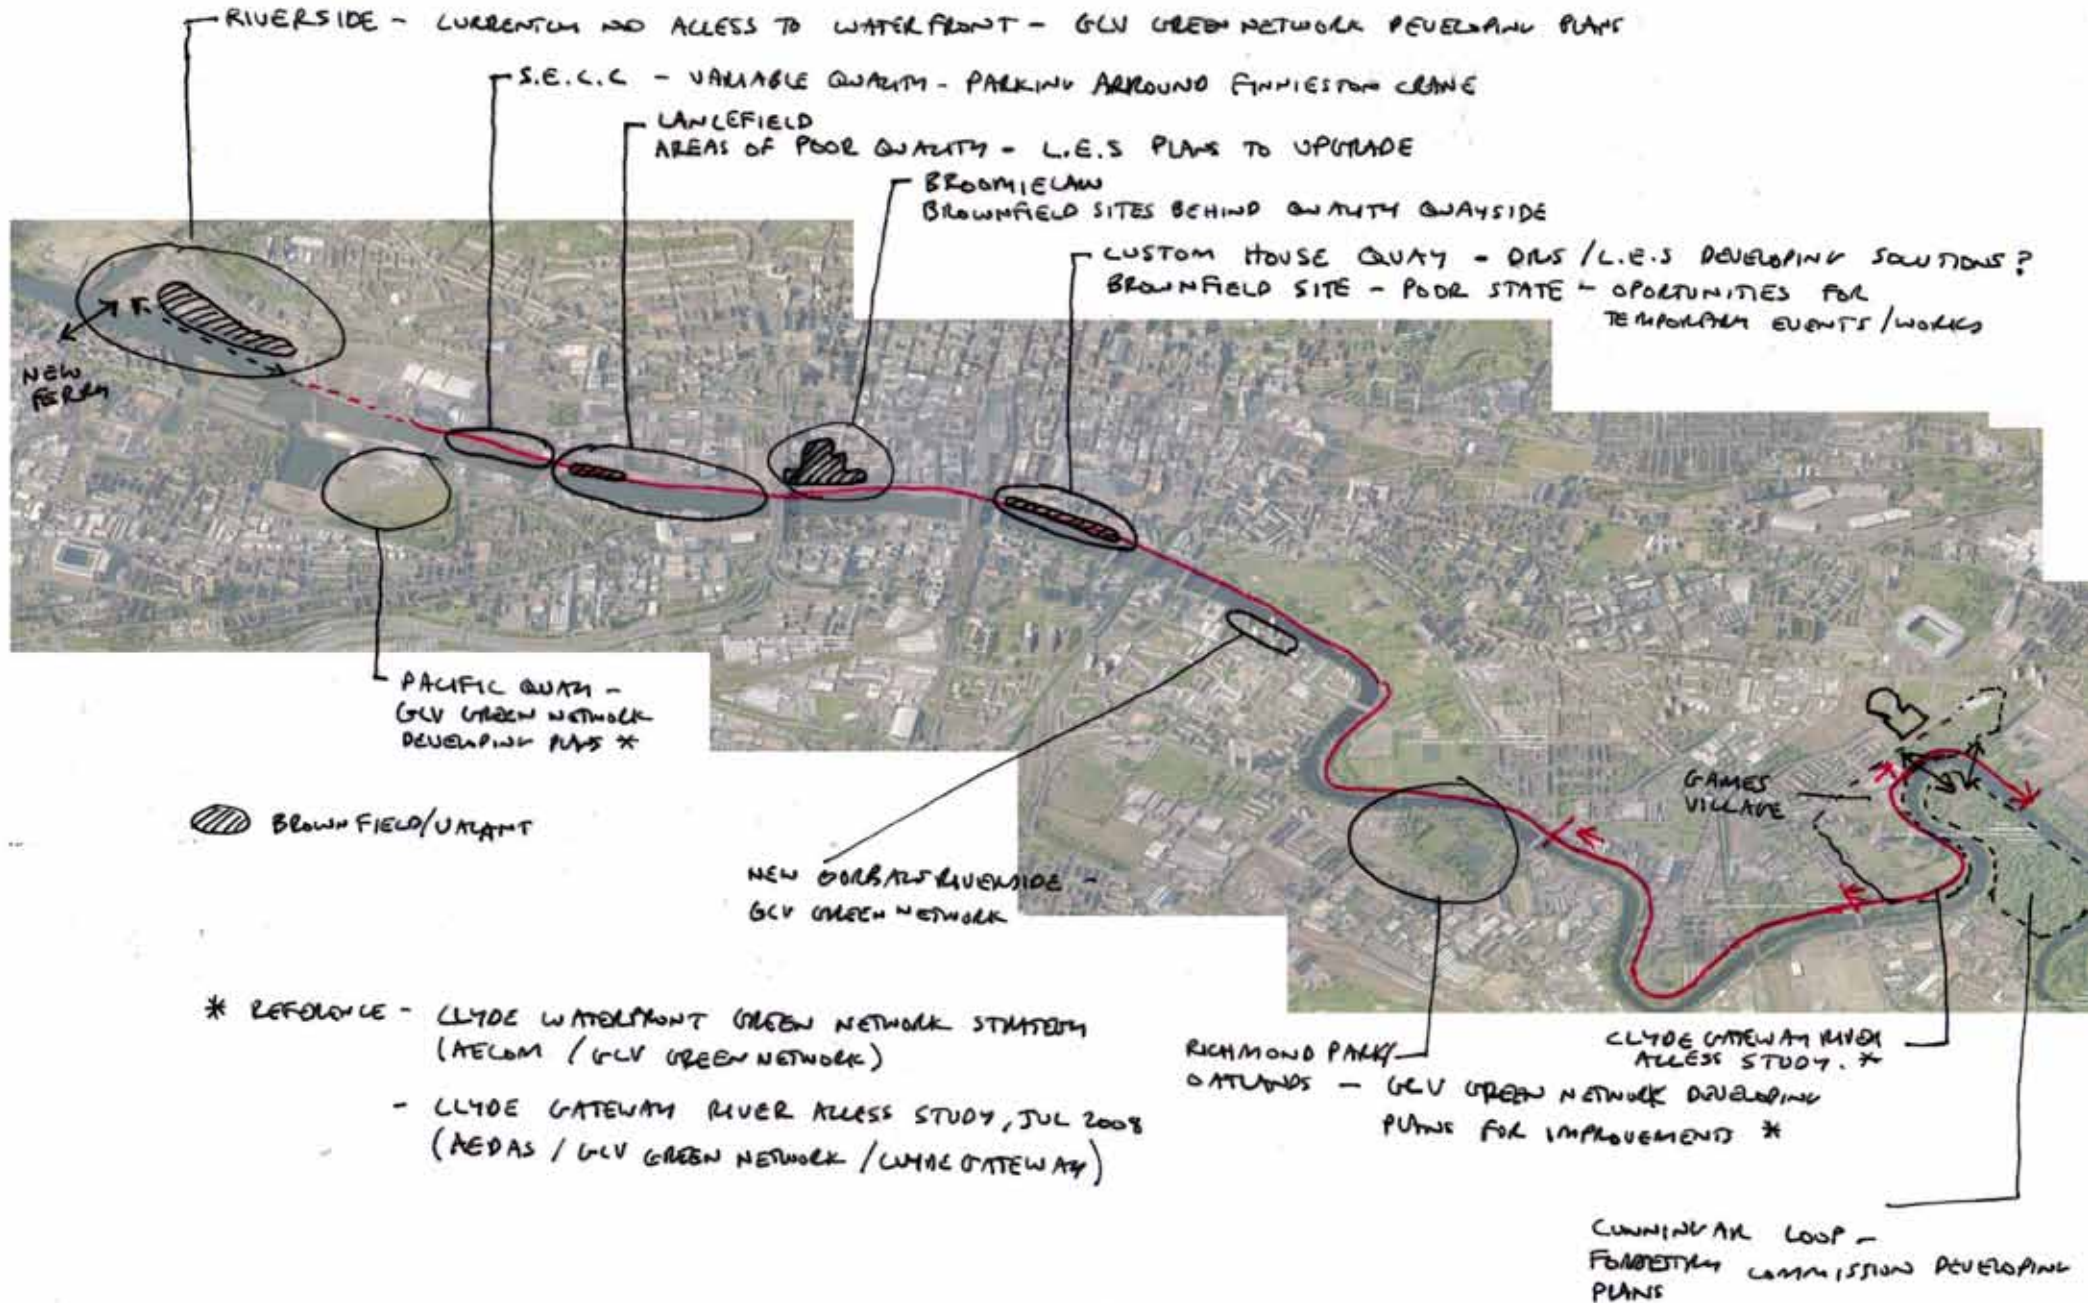 RIVERSIDE - CURRENTLY NO ACCESS TO WATERFRONT - GCV GREEN NETWORK DEVELOPING PLANS
S.E.C.C - VARIABLE QUALITY - PARKING ARROUND FINNIESTON CRANE
LANCEFIELD
AREAS OF POOR QUALITY - L.E.S PLANS TO UPGRADE
BROOMIELAW
BROWNFIELD SITES BEHIND QUALITY QUAYSIDE
CUSTOM HOUSE QUAY - DRS / L.E.S DEVELOPING SOLUTIONS?
BROWNFIELD SITE - POOR STATE - OPORTUNITIES FOR
TEMPORARY EVENTS / WORKS
NEW
FERRY
PACIFIC QUAY -
GCV GREEN NETWORK
DEVELOPING PLANS *
GAMES
VILLAGE
BROWNFIELD/VACANT
NEW GORBALS RIVERSIDE -
GCV GREEN NETWORK
* REFERENCE - CLYDE WATERFRONT GREEN NETWORK STRATEGY
(AECOM / GCV GREEN NETWORK)
- CLYDE GATEWAY RIVER ACCESS STUDY, JUL 2008
(AEDAS / GCV GREEN NETWORK / CLYDE GATEWAY)
RICHMOND PARK/
OATLANDS - GCV GREEN NETWORK DEVELOPING
PLANS FOR IMPROVEMENTS *
CLYDE GATEWAY RIVER
ACCESS STUDY. *
CUNNINGAR LOOP -
FORRESTRY COMMISSION DEVELOPING
PLANS